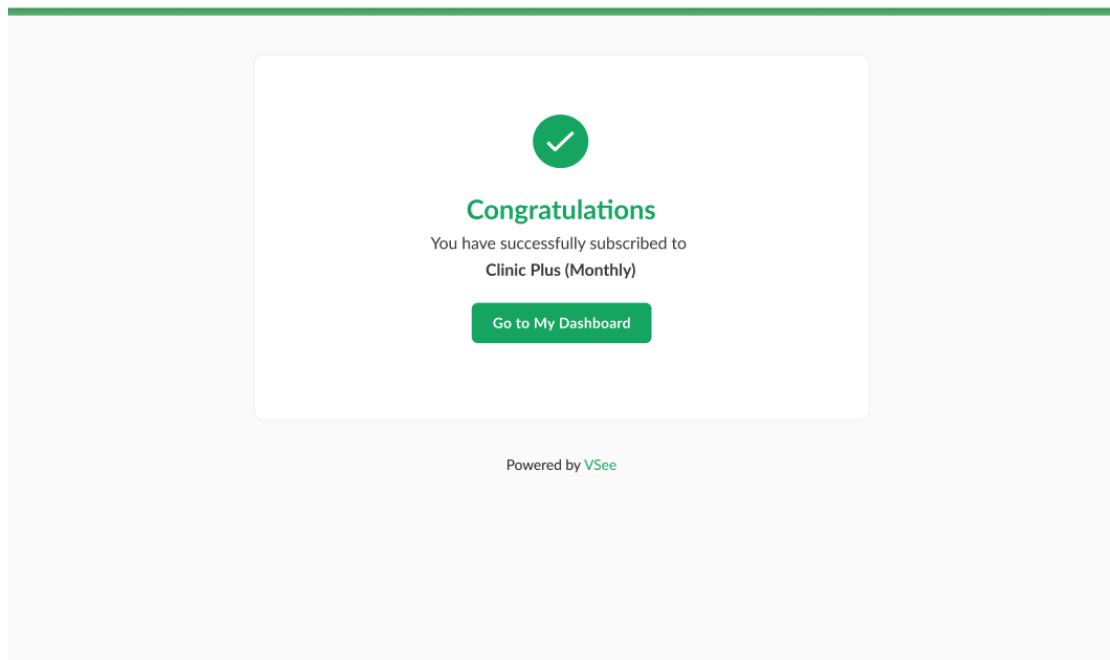 Congratulations
You have successfully subscribed to
Clinic Plus (Monthly)
Go to My Dashboard
Powered by VSee